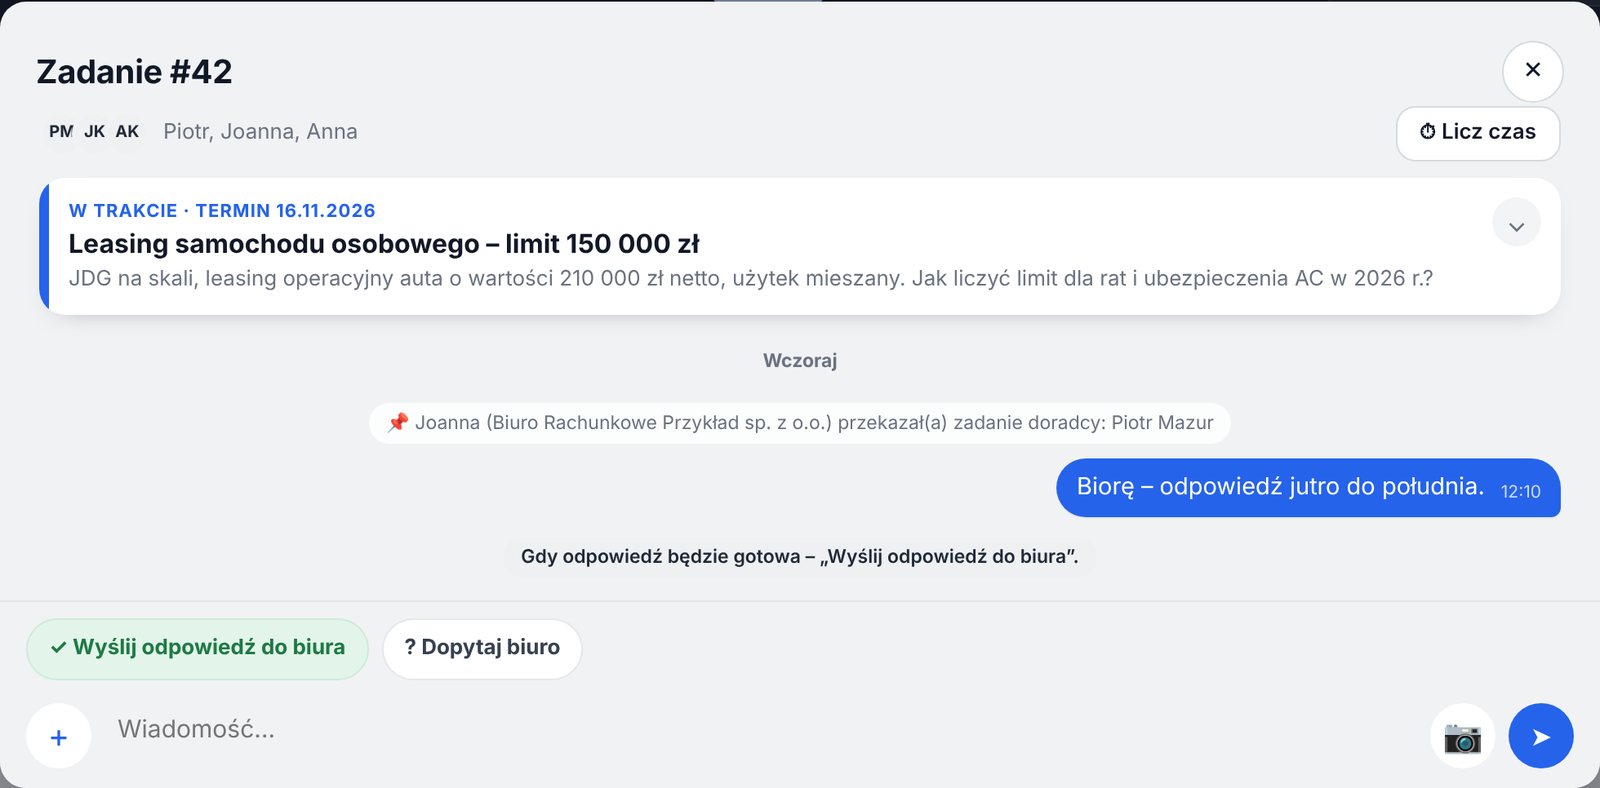 Zadanie #42
PM JK AK Piotr, Joanna, Anna
Licz czas
W TRAKCIE · TERMIN 16.11.2026
Leasing samochodu osobowego – limit 150 000 zł
JDG na skali, leasing operacyjny auta o wartości 210 000 zł netto, użytek mieszany. Jak liczyć limit dla rat i ubezpieczenia AC w 2026 r.?
Wczoraj
📌 Joanna (Biuro Rachunkowe Przykład sp. z o.o.) przekazał(a) zadanie doradcy: Piotr Mazur
Biorę – odpowiedź jutro do południa. 12:10
Gdy odpowiedź będzie gotowa – „Wyślij odpowiedź do biura”.
✓ Wyślij odpowiedź do biura
? Dopytaj biuro
Wiadomość...